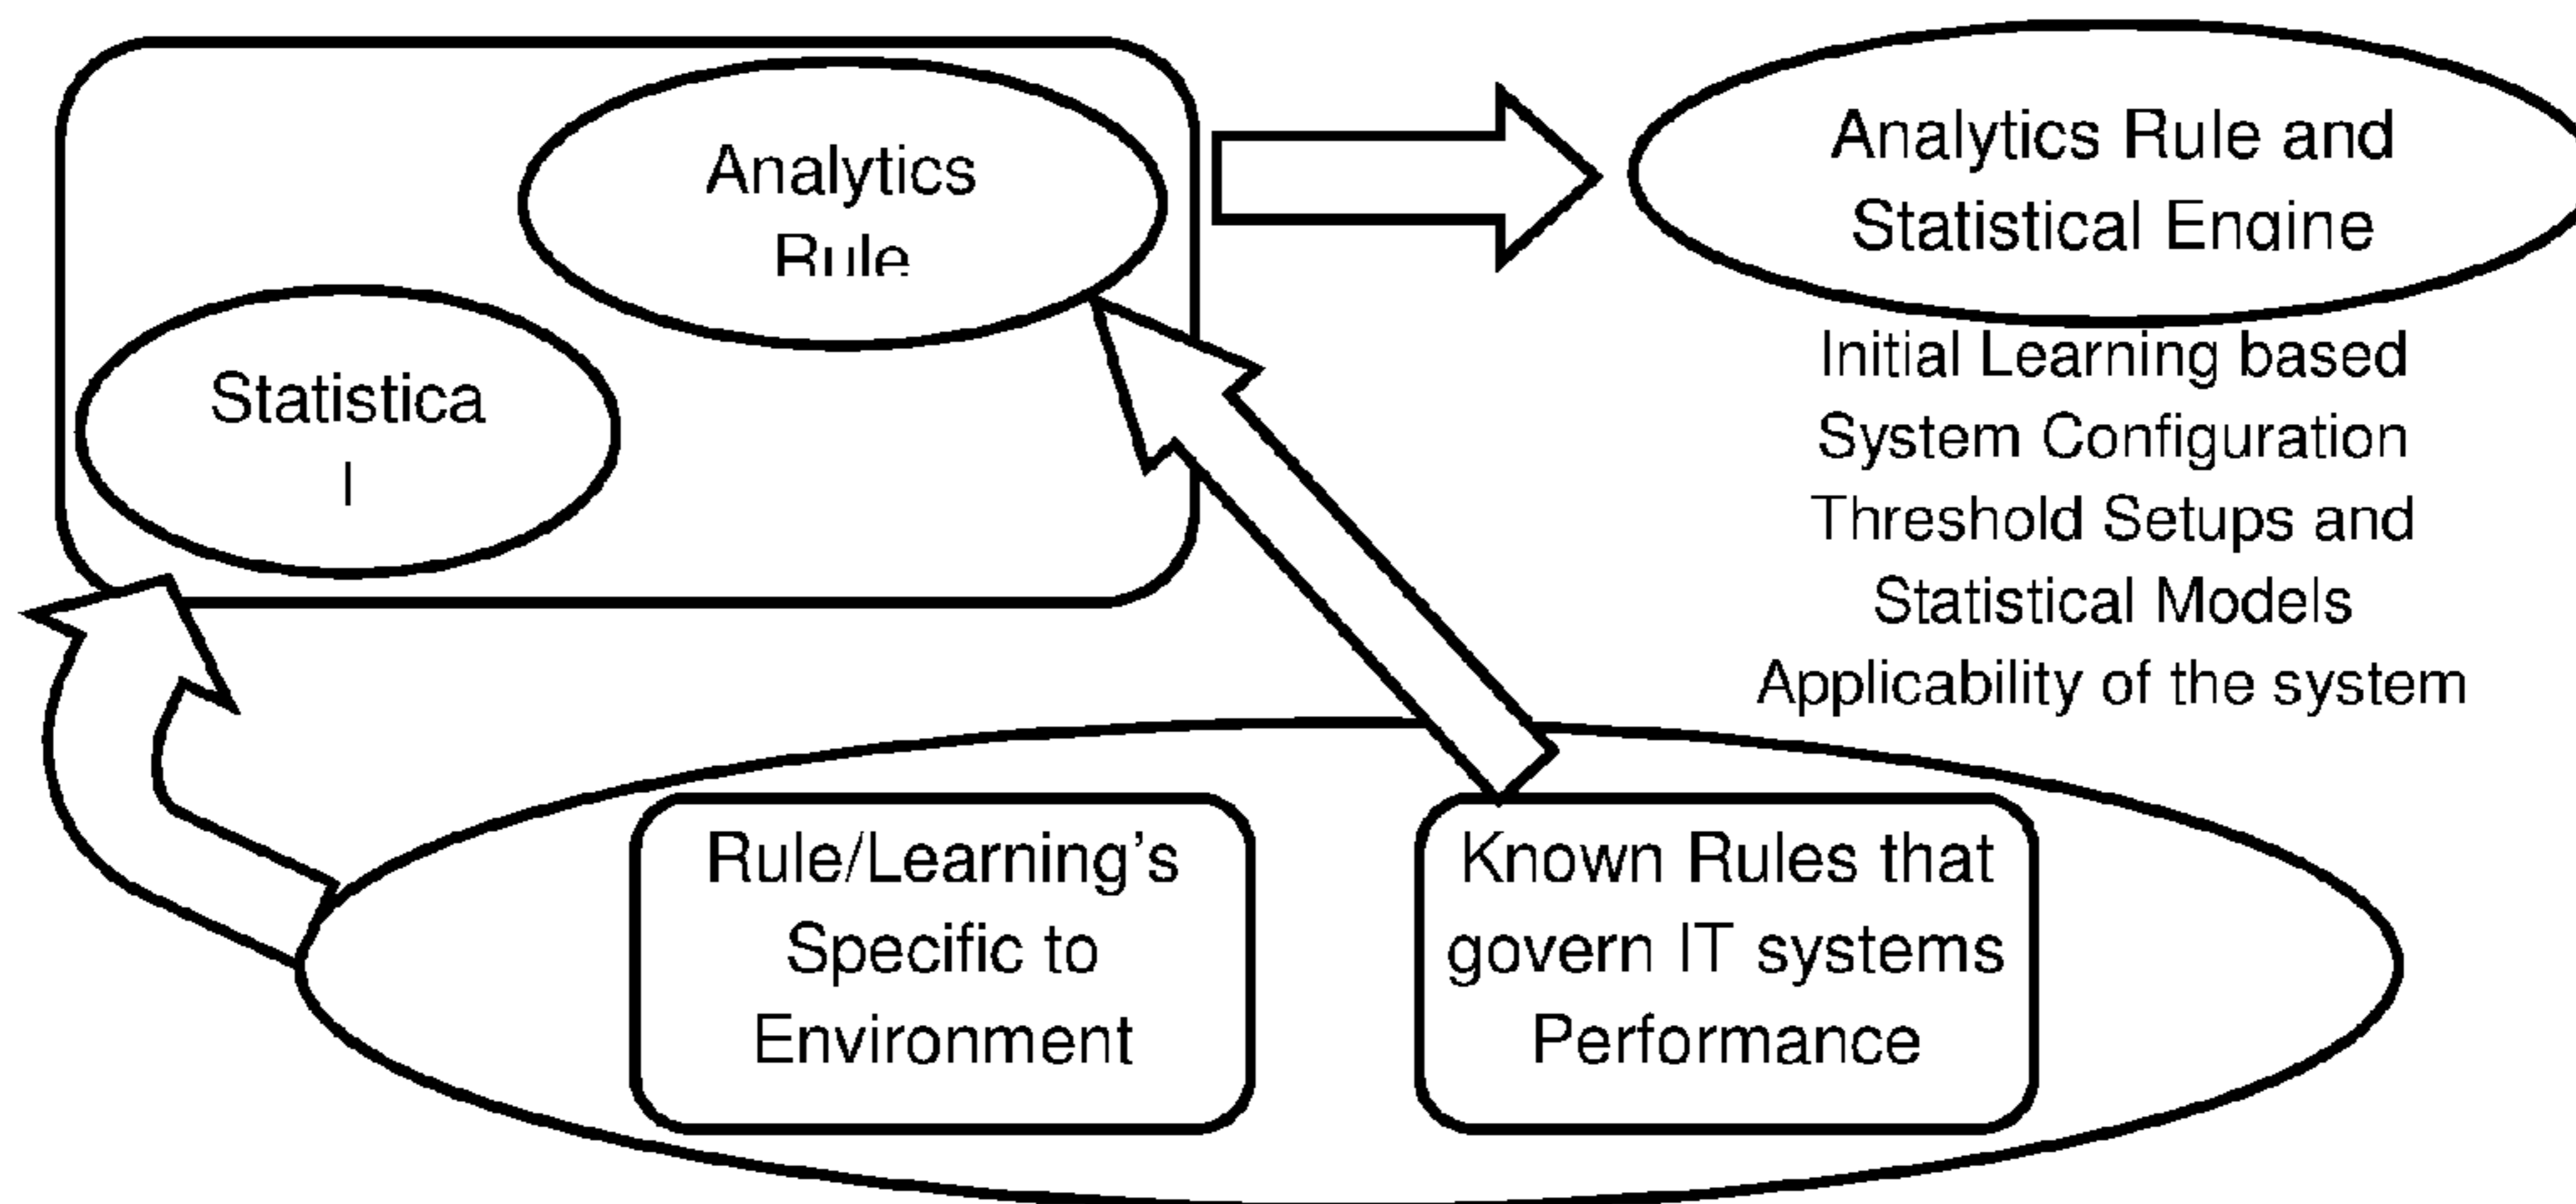 Analytics
Rule
Statistica
l
Analytics Rule and
Statistical Engine
Initial Learning based
System Configuration
Threshold Setups and
Statistical Models
Applicability of the system
Rule/Learning's
Specific to
Environment
Known Rules that
govern IT systems
Performance